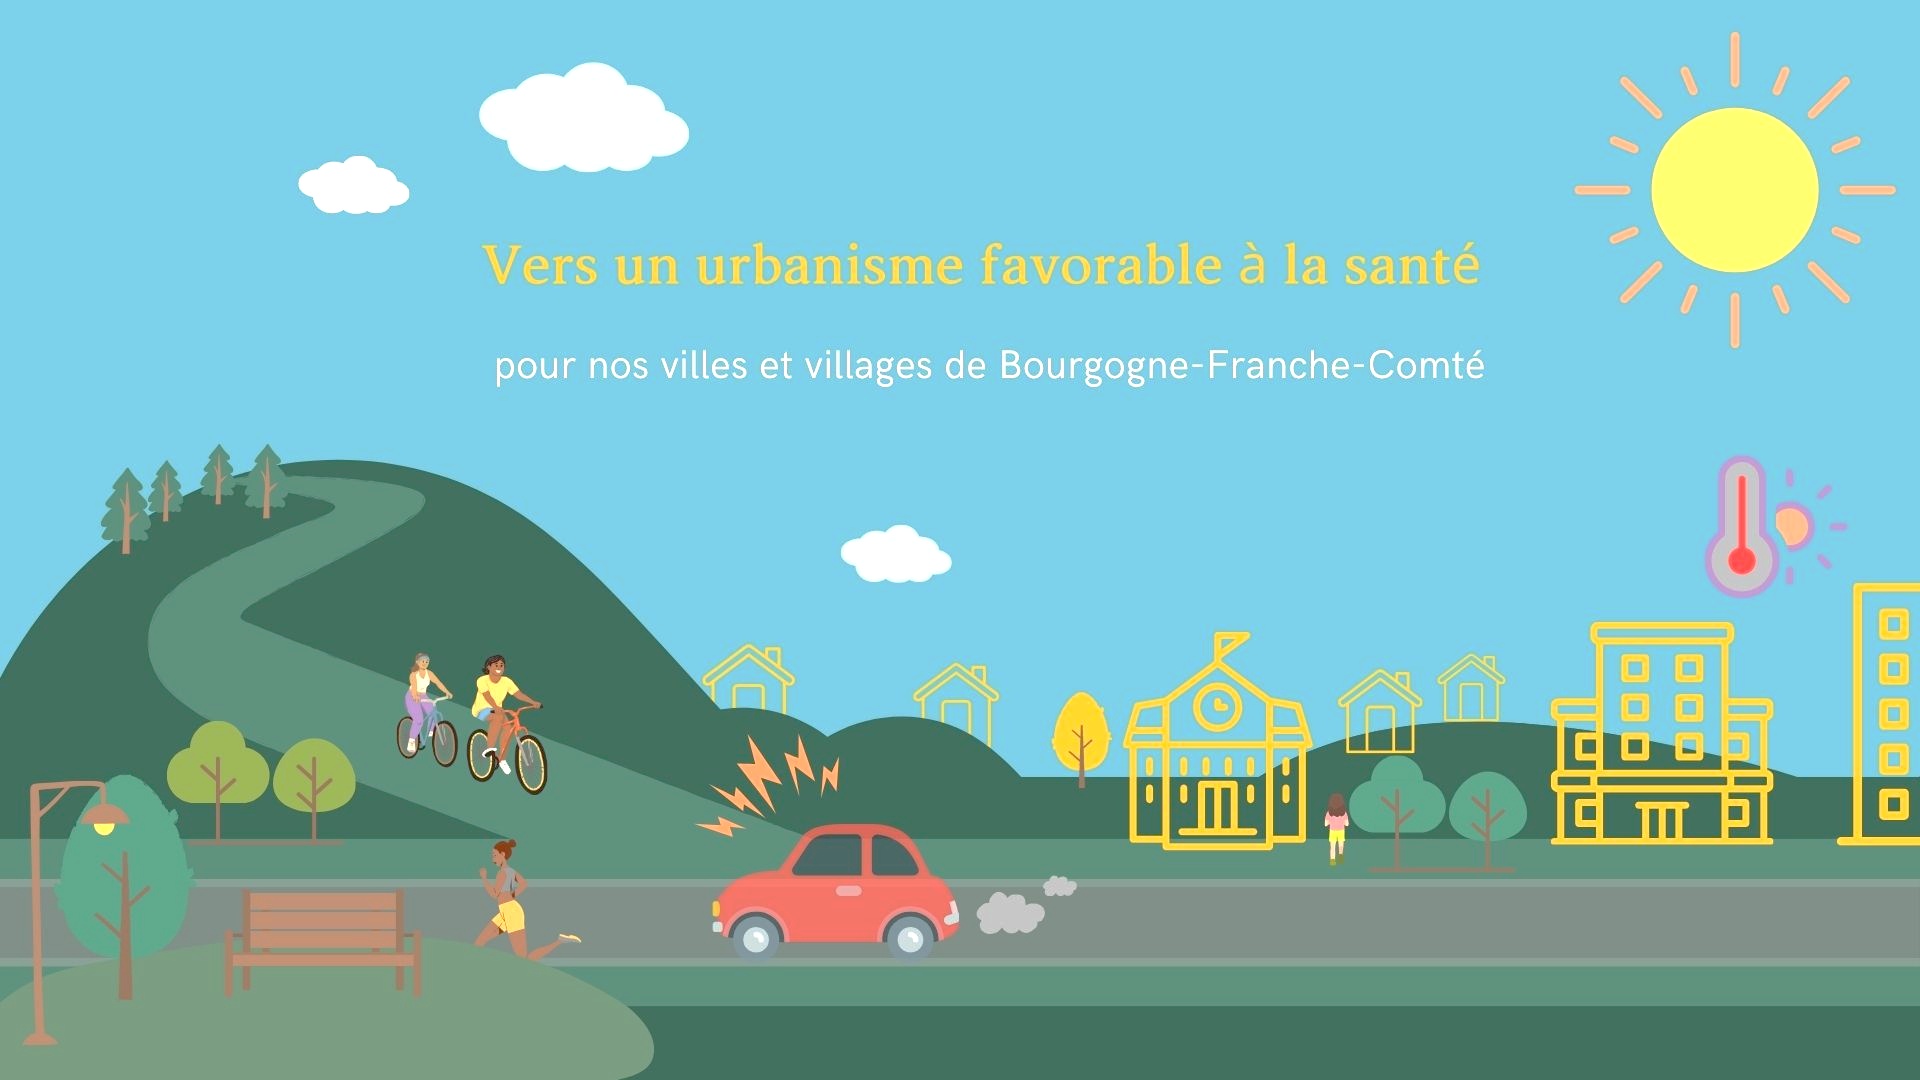 Vers un urbanisme favorable à la santé
pour nos villes et villages de Bourgogne-Franche-Comté